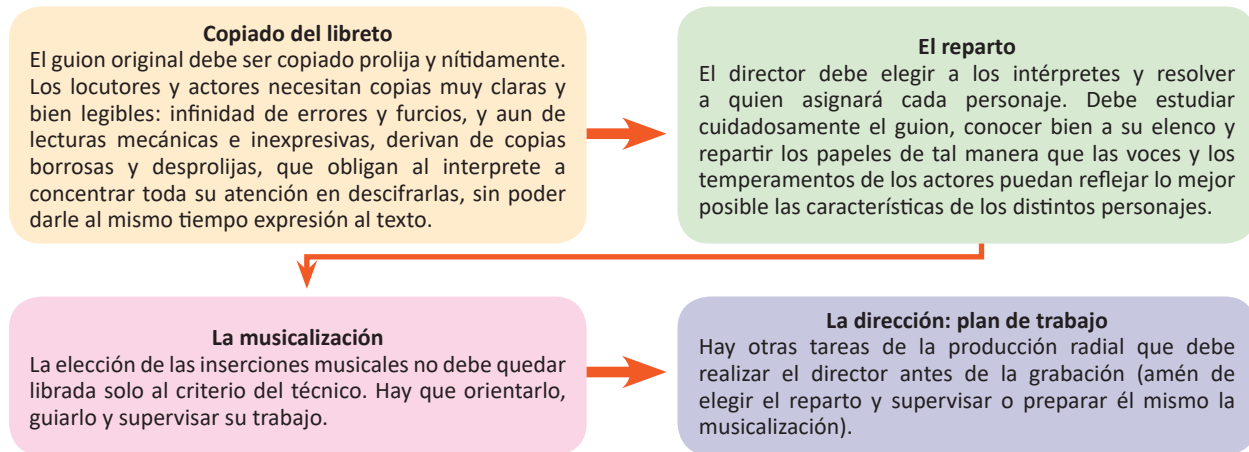 Copiado del libreto
El guion original debe ser copiado prolija y nítidamente.
Los locutores y actores necesitan copias muy claras y
bien legibles: infinidad de errores y furcios, y aun de
lecturas mecánicas e inexpresivas, derivan de copias
borrosas y desprolijas, que obligan al interprete a
concentrar toda su atención en descifrarlas, sin poder
darle al mismo tiempo expresión al texto.
El reparto
El director debe elegir a los intérpretes y resolver
a quien asignará cada personaje. Debe estudiar
cuidadosamente el guion, conocer bien a su elenco y
repartir los papeles de tal manera que las voces y los
temperamentos de los actores puedan reflejar lo mejor
posible las características de los distintos personajes.
La musicalización
La elección de las inserciones musicales no debe quedar
librada solo al criterio del técnico. Hay que orientarlo,
guiarlo y supervisar su trabajo.
La dirección: plan de trabajo
Hay otras tareas de la producción radial que debe
realizar el director antes de la grabación (amén de
elegir el reparto y supervisar o preparar él mismo la
musicalización).